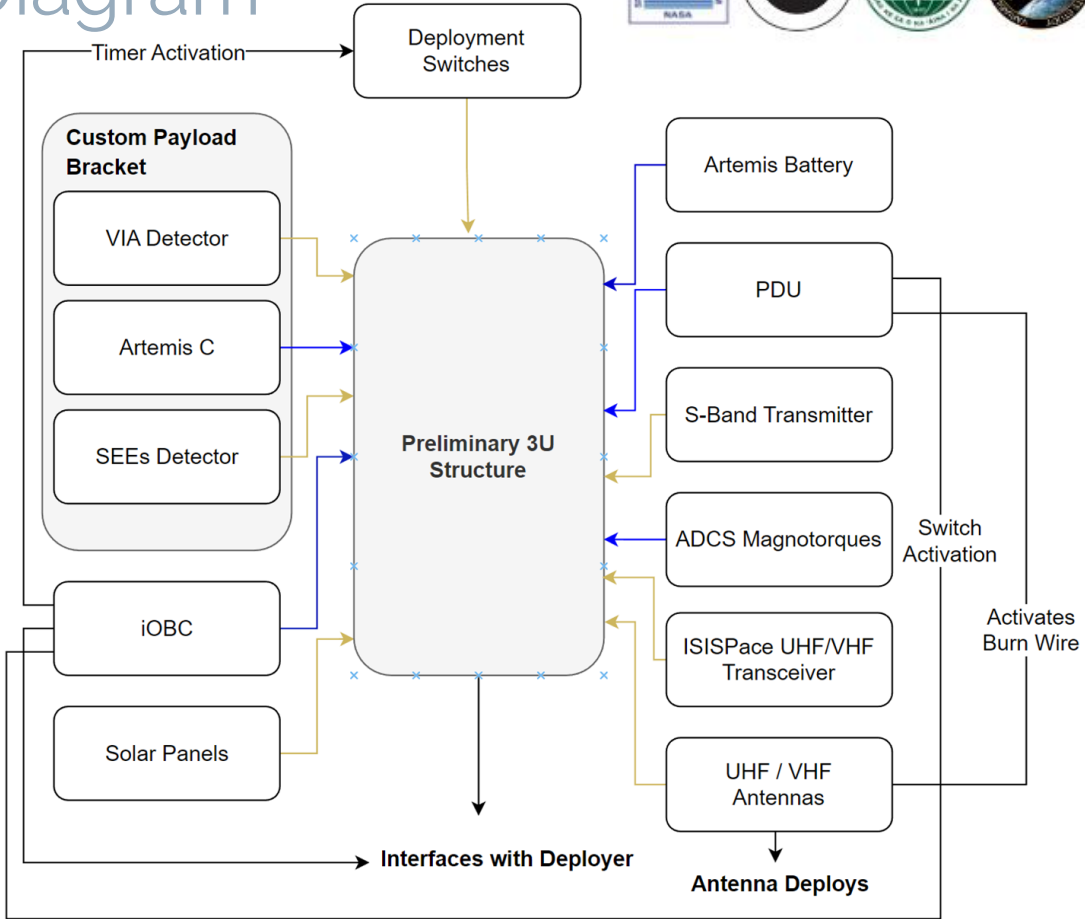 Diagram
NASA
Timer Activation
Deployment
Switches
Custom Payload
Bracket
VIA Detector
Artemis C
SEEs Detector
iOBC
Solar Panels
Preliminary 3U
Structure
Artemis Battery
PDU
S-Band Transmitter
ADCS Magnotorques
ISISPace UHF/VHF
Transceiver
UHF / VHF
Antennas
Switch
Activation
Activates
Burn Wire
Interfaces with Deployer
Antenna Deploys